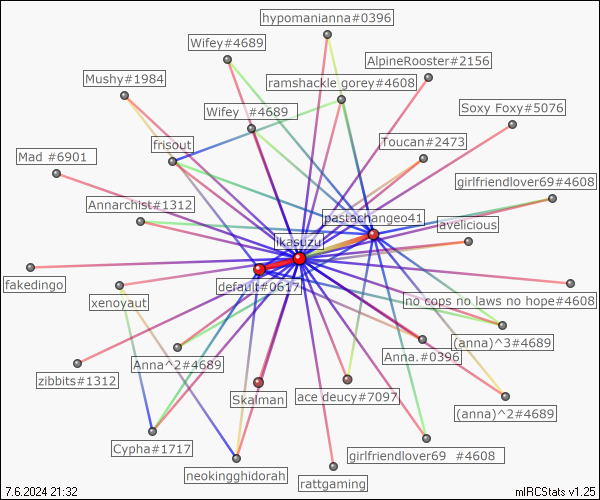 hypomanianna#0396
Wifey#4689
AlpineRooster#2156
Mushy#1984
ramshackle gorey#4608
Soxy Foxy#5076
Wifey #4689
frisout
Toucan#2473
Mad #6901
girlfriendlover69#4608
Annarchist#1312
pastachangeo41
avelicious
ikasuzu
fakedingo
default#0617
xenoyaut
no cops no laws no hope#4608
(anna)^3#4689
Anna^2#4689
Anna.#0396
zibbits#1312
Skalman
ace deucy#7097
(anna)^2#4689
Cypha#1717
girlfriendlover69 #4608
neokingghidorah
rattgaming
7.6.2024 21:32
mIRCStats v1.25